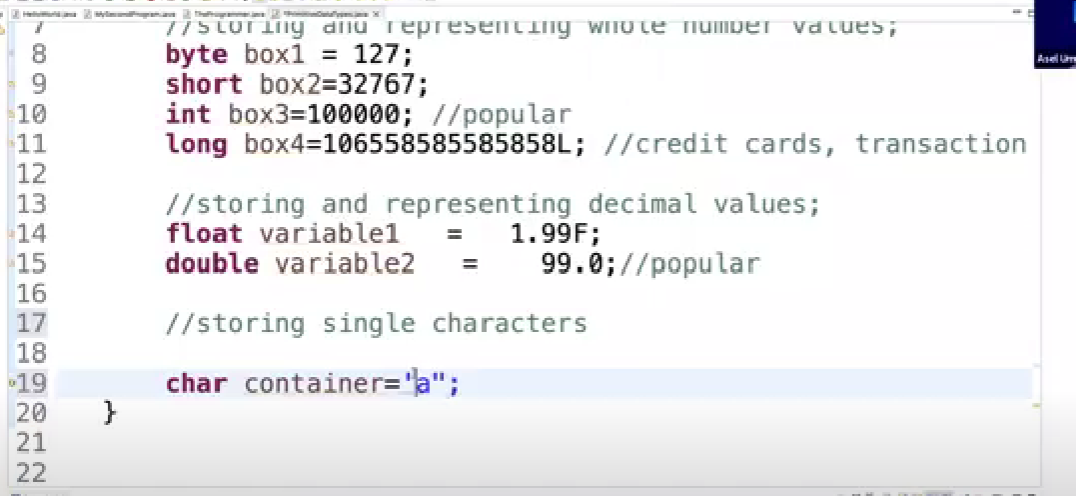 HelloWorld.java MySecondProgram.java TheProgrammer.java *PrimitiveDataTypes.java
7 //storing and representing whole number values;
8 byte box1 = 127;
9 short box2=32767;
10 int box3=100000; //popular
11 long box4=106558585585858L; //credit cards, transaction
12
13 //storing and representing decimal values;
14 float variable1 = 1.99F;
15 double variable2 = 99.0;//popular
16
17 //storing single characters
18
19 char container='a";
20 }
21
22
Asel Um